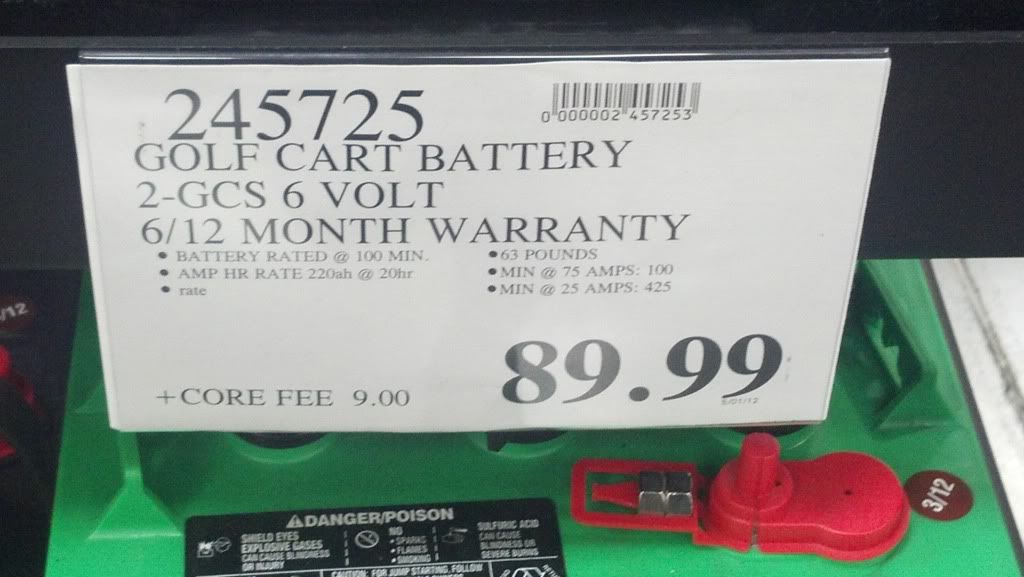 245725
0 000002 457253
GOLF CART BATTERY
2-GCS 6 VOLT
6/12 MONTH WARRANTY
• BATTERY RATED @ 100 MIN.
• AMP HR RATE 220ah @ 20hr
• rate
• 63 POUNDS
• MIN @ 75 AMPS: 100
• MIN @ 25 AMPS: 425
89.99
+CORE FEE 9.00
/12
3/12
DANGER/POISON
SHIELD EYES
EXPLOSIVE GASES
CAN CAUSE BLINDNESS
OR INJURY
NO
• SPARKS
• FLAMES
• SMOKING
SULFURIC ACID
CAN CAUSE
BLINDNESS OR
SEVERE BURNS
CAUTION: FOR JUMP STARTING, FOLLOW